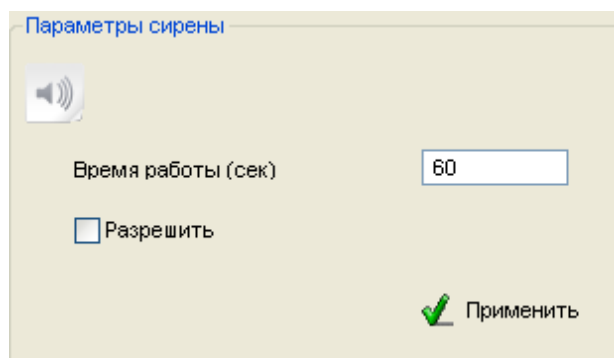 Параметры сирены
Время работы (сек) 60
Разрешить
Применить